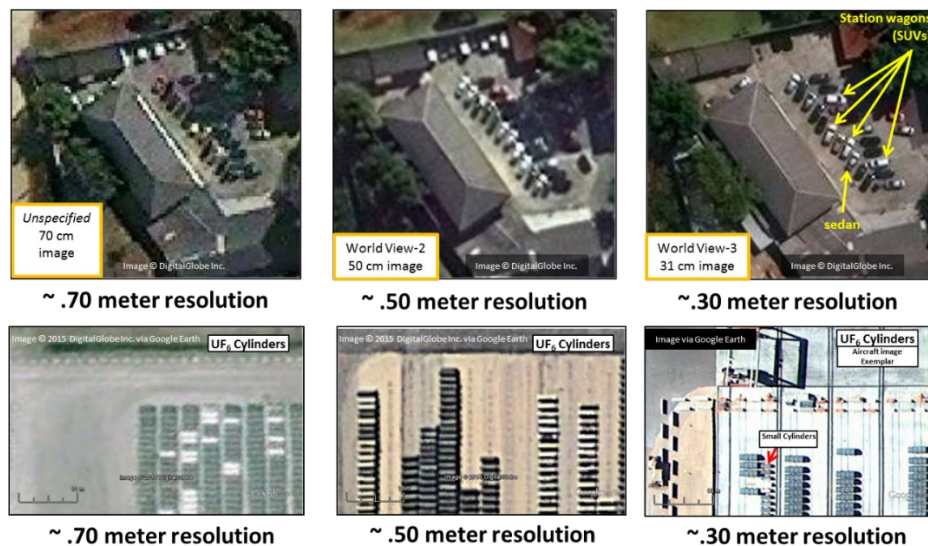 Station wagons
(SUVs)
sedan
Unspecified
70 cm
image
Image © DigitalGlobe Inc.
World View-2
50 cm image
Image © DigitalGlobe Inc.
World View-3
31 cm image
Image © DigitalGlobe Inc.
~ .70 meter resolution
~ .50 meter resolution
~.30 meter resolution
Image © 2015 DigitalGlobe Inc. via Google Earth
UF₆ Cylinders
Image © 2015 DigitalGlobe Inc. via Google Earth
UF₆ Cylinders
Image via Google Earth
UF₆ Cylinders
Aircraft image
Exemplar
Small Cylinders
~ .70 meter resolution
~ .50 meter resolution
~ .30 meter resolution